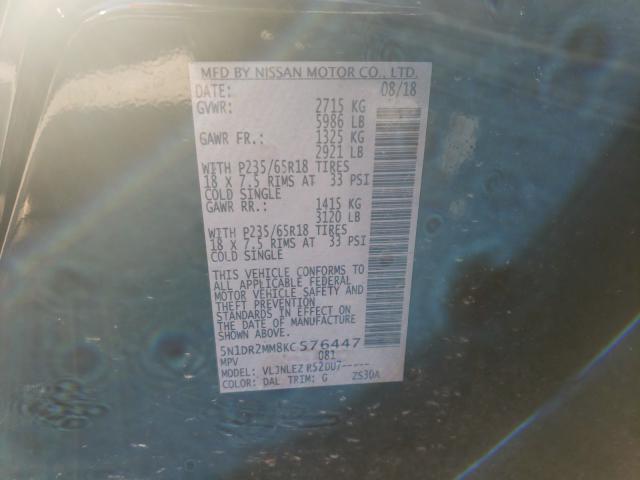 MFD BY NISSAN MOTOR CO., LTD.
DATE: 08/18
GVWR: 2715 KG
5986 LB
GAWR FR.: 1325 KG
2921 LB
WITH P235/65R18 TIRES
18 X 7.5 RIMS AT 33 PSI
COLD SINGLE
GAWR RR.: 1415 KG
3120 LB
WITH P235/65R18 TIRES
18 X 7.5 RIMS AT 33 PSI
COLD SINGLE
THIS VEHICLE CONFORMS TO
ALL APPLICABLE FEDERAL
MOTOR VEHICLE SAFETY AND
THEFT PREVENTION
STANDARDS IN EFFECT ON
THE DATE OF MANUFACTURE
SHOWN ABOVE.
5N1DR2MM8KC576447
MPV 081
MODEL: VLJNLEZ RS2DU7-----
COLOR: DAL TRIM: G ZS30A